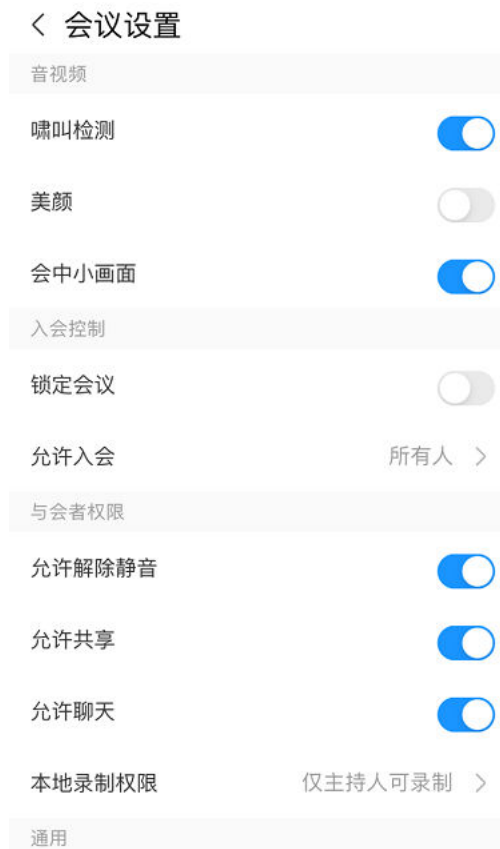 会议设置
音视频
啸叫检测
美颜
会中小画面
入会控制
锁定会议
允许入会 所有人
与会者权限
允许解除静音
允许共享
允许聊天
本地录制权限 仅主持人可录制
通用